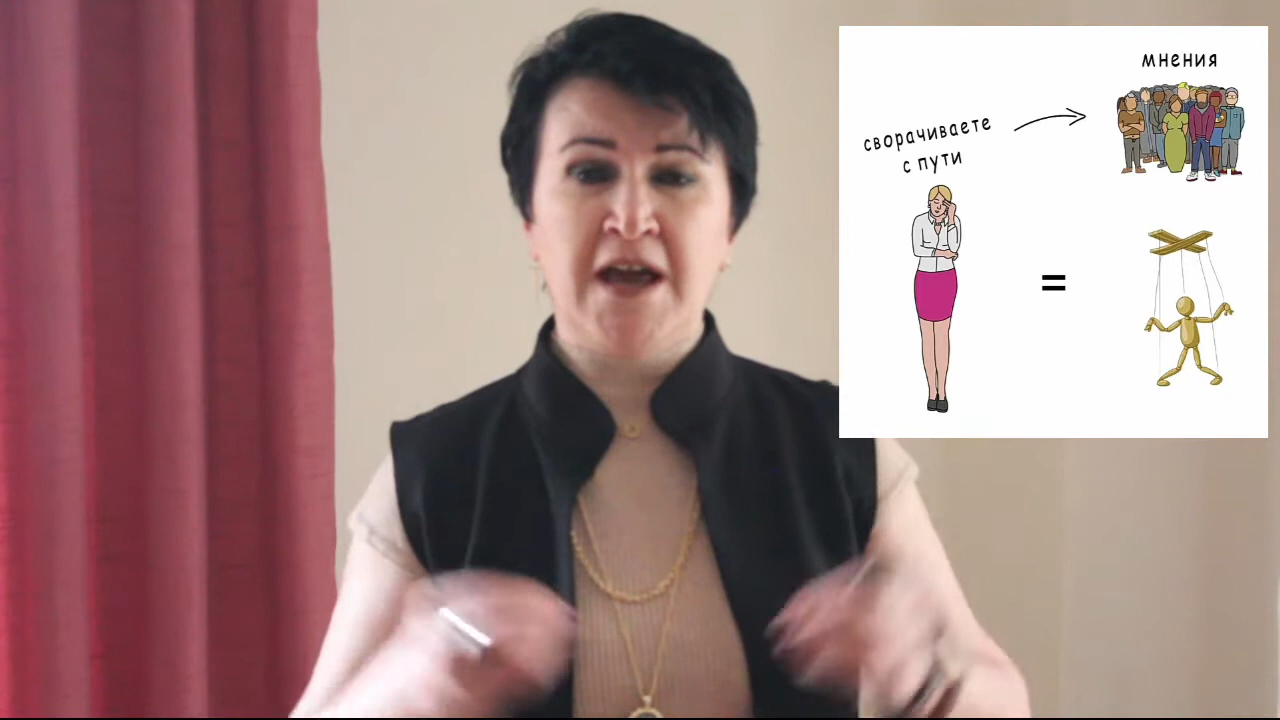 мнения
сворачиваете
с пути
=